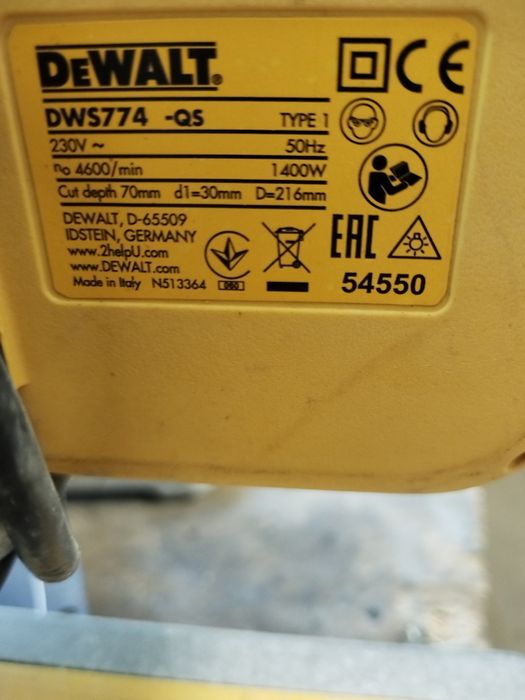 DEWALT®
DWS774 -QS TYPE 1
230V ~ 50Hz
no 4600/min 1400W
Cut depth 70mm d1=30mm D=216mm
DEWALT, D-65509
IDSTEIN, GERMANY
www.2helpU.com
www.DEWALT.com
Made in Italy N513364
CE
EAC
54550